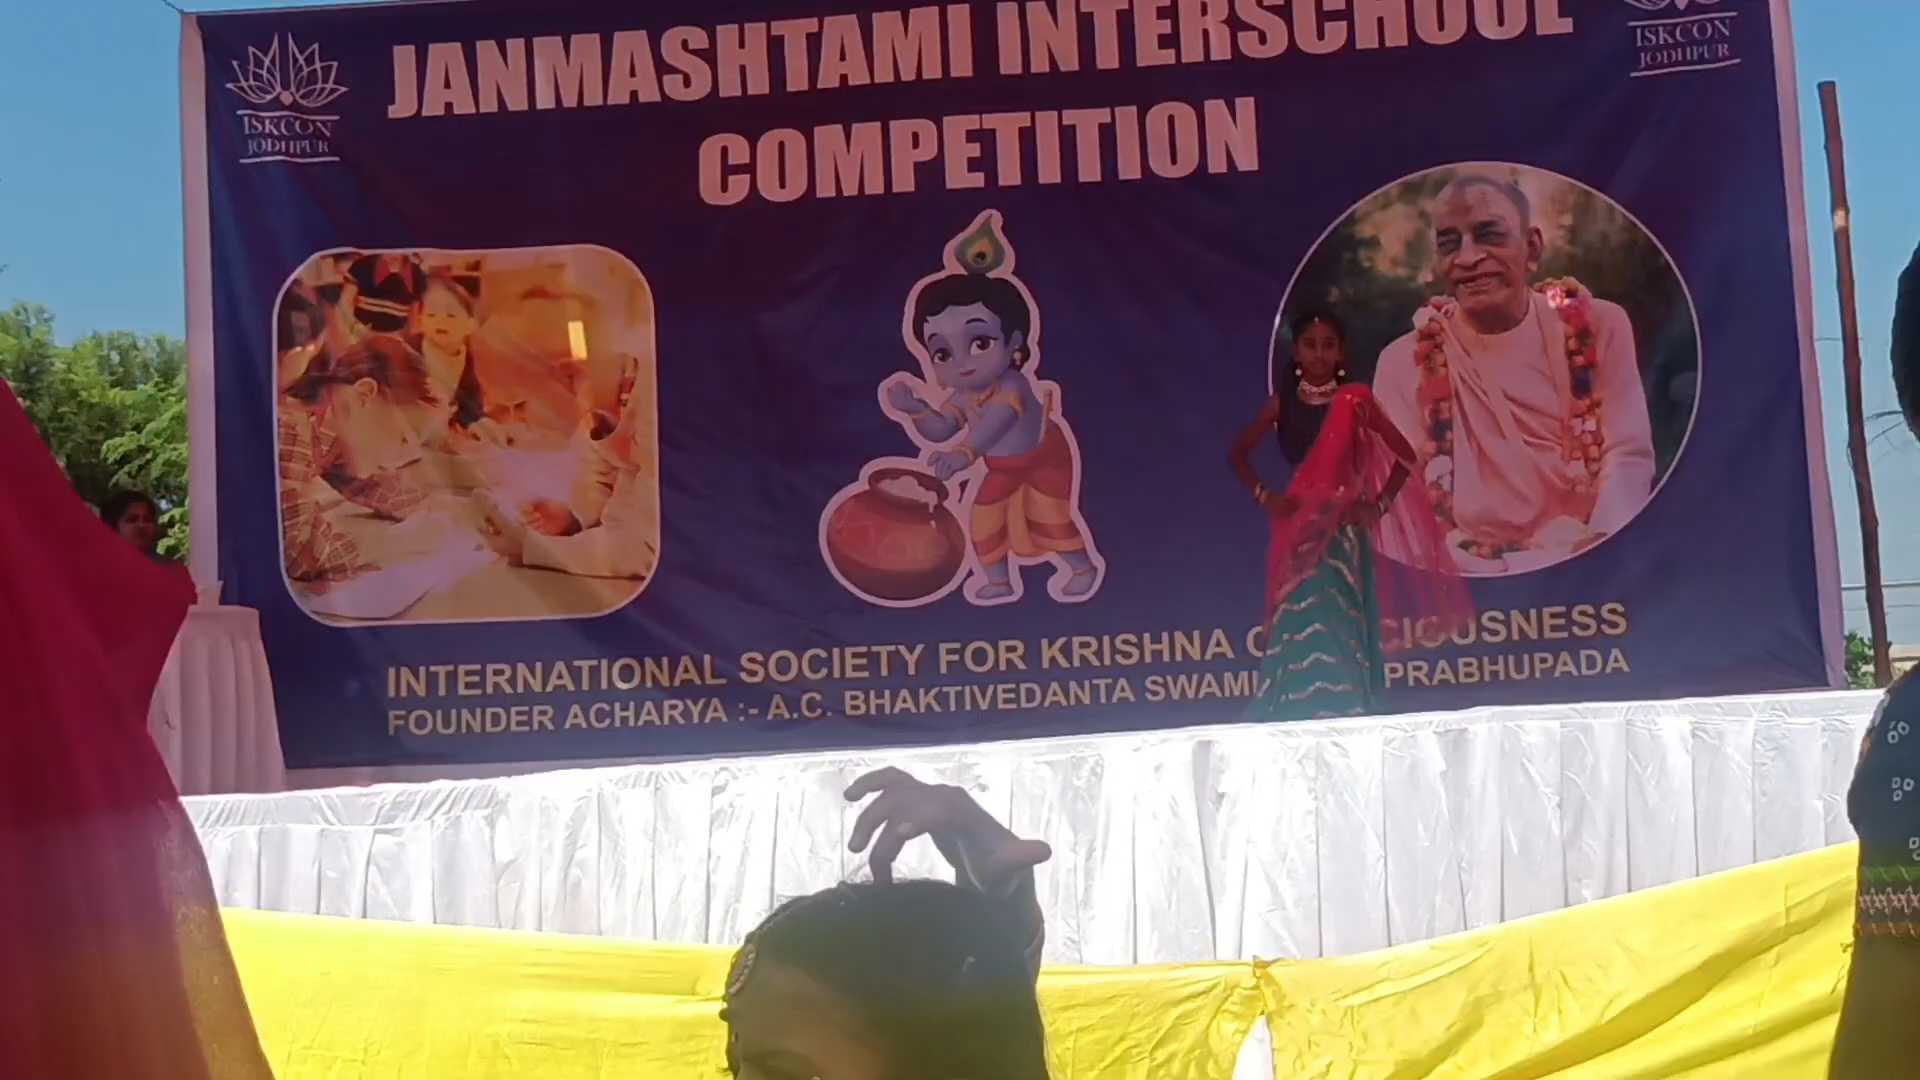 JANMASHTAMI INTERSCHOOL
COMPETITION
ISKCON
JODHPUR
ISKCON
JODHPUR
INTERNATIONAL SOCIETY FOR KRISHNA C CIOUSNESS
FOUNDER ACHARYA :- A.C. BHAKTIVEDANTA SWAMI PRABHUPADA